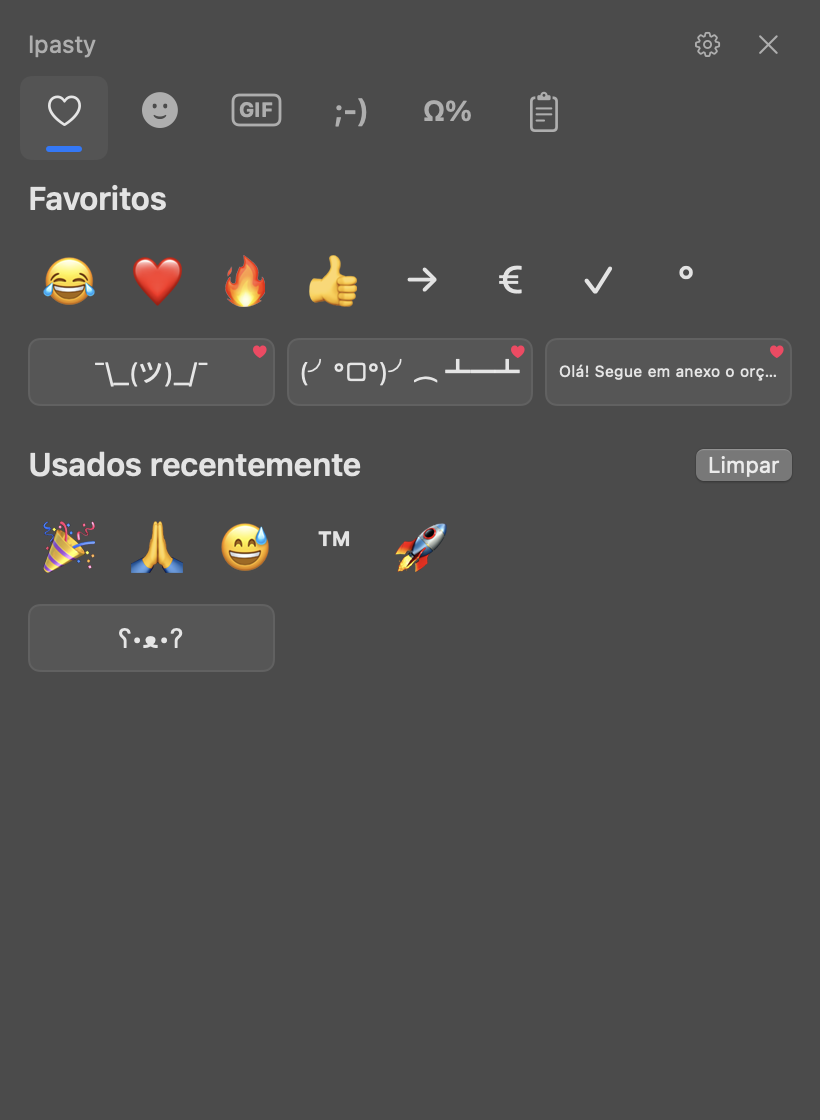 Ipasty
GIF ;-) Ω%
Favoritos
😂 ❤️ 🔥 👍 → € ✓ °
¯\_(ツ)_/¯ (╯°□°)╯︵ ┻━┻ Olá! Segue em anexo o orç...
Usados recentemente Limpar
🎉 🙏 😅 ™ 🚀
ʕ•ᴥ•ʔ